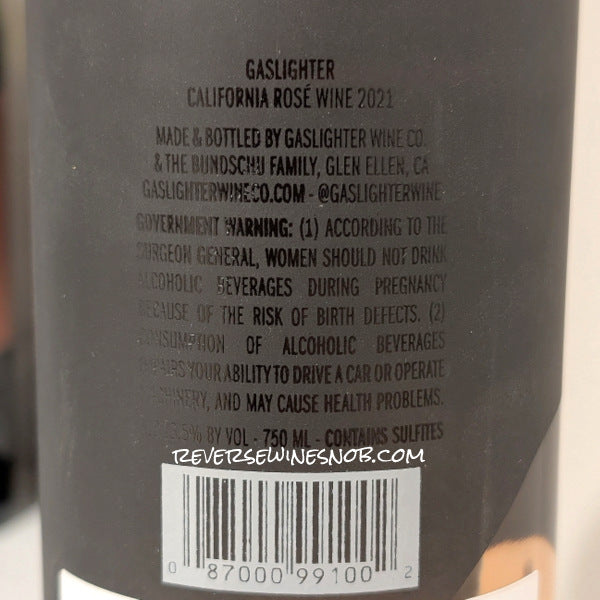 GASLIGHTER
CALIFORNIA ROSÉ WINE 2021
MADE & BOTTLED BY GASLIGHTER WINE CO.
& THE BUNDSCHU FAMILY, GLEN ELLEN, CA
GASLIGHTERWINECO.COM - @GASLIGHTERWINE
GOVERNMENT WARNING: (1) ACCORDING TO THE
SURGEON GENERAL, WOMEN SHOULD NOT DRINK
ALCOHOLIC BEVERAGES DURING PREGNANCY
BECAUSE OF THE RISK OF BIRTH DEFECTS. (2)
CONSUMPTION OF ALCOHOLIC BEVERAGES
IMPAIRS YOUR ABILITY TO DRIVE A CAR OR OPERATE
MACHINERY, AND MAY CAUSE HEALTH PROBLEMS.
BY VOL - 750 ML - CONTAINS SULFITES
REVERSEWINESNOB.COM
0 87000 99100 2